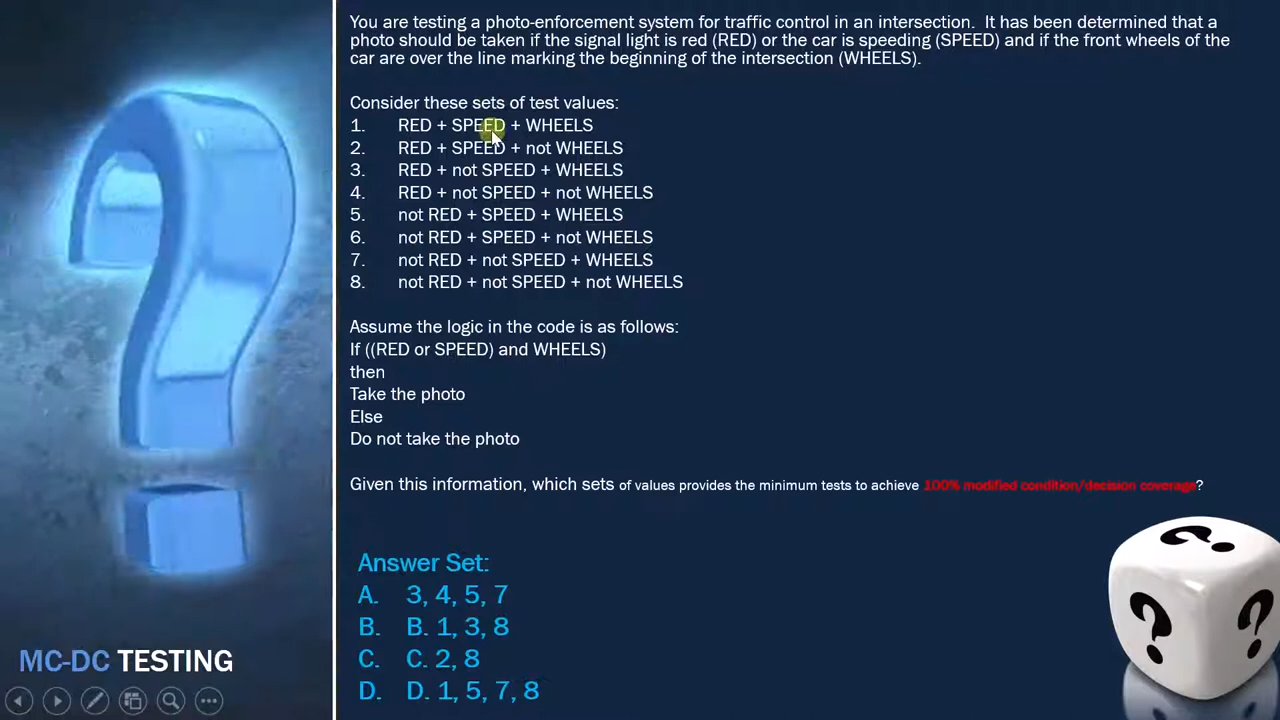 You are testing a photo-enforcement system for traffic control in an intersection. It has been determined that a
photo should be taken if the signal light is red (RED) or the car is speeding (SPEED) and if the front wheels of the
car are over the line marking the beginning of the intersection (WHEELS).
Consider these sets of test values:
1. RED + SPEED + WHEELS
2. RED + SPEED + not WHEELS
3. RED + not SPEED + WHEELS
4. RED + not SPEED + not WHEELS
5. not RED + SPEED + WHEELS
6. not RED + SPEED + not WHEELS
7. not RED + not SPEED + WHEELS
8. not RED + not SPEED + not WHEELS
Assume the logic in the code is as follows:
If ((RED or SPEED) and WHEELS)
then
Take the photo
Else
Do not take the photo
Given this information, which sets of values provides the minimum tests to achieve 100% modified condition/decision coverage?
Answer Set:
A. 3, 4, 5, 7
B. B. 1, 3, 8
C. C. 2, 8
D. D. 1, 5, 7, 8
MC-DC TESTING